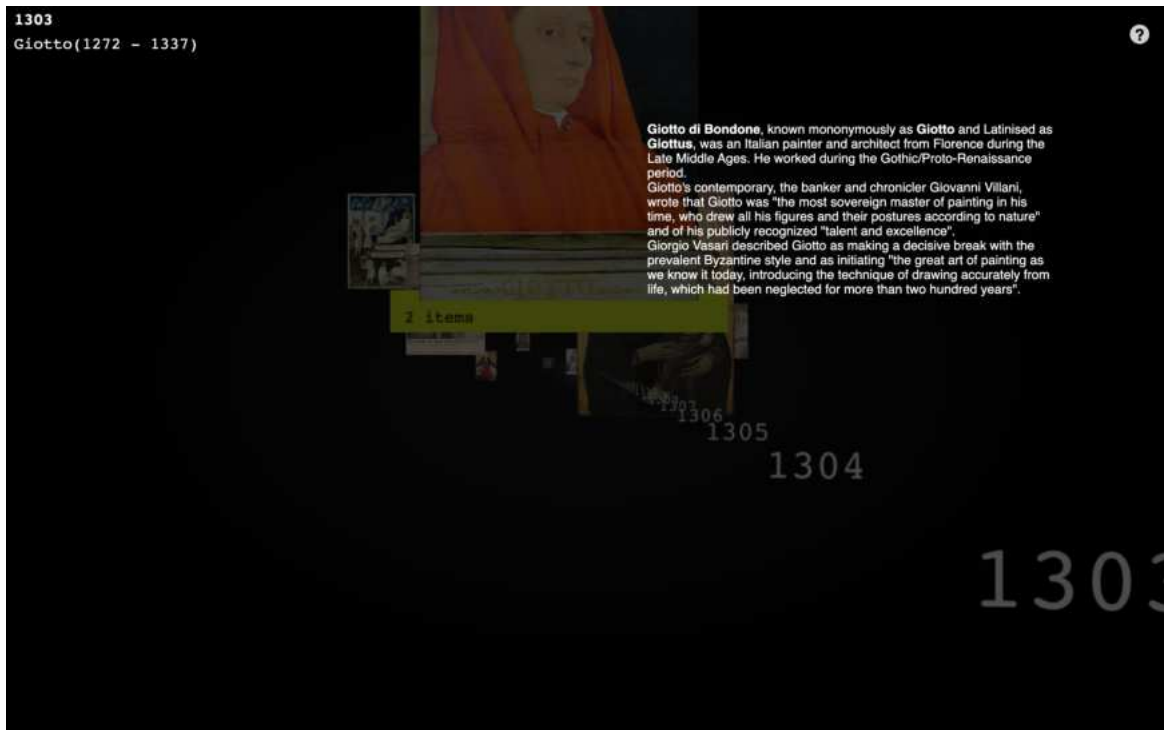 1303
Giotto(1272 - 1337)
Giotto di Bondone, known mononymously as Giotto and Latinised as
Giottus, was an Italian painter and architect from Florence during the
Late Middle Ages. He worked during the Gothic/Proto-Renaissance
period.
Giotto's contemporary, the banker and chronicler Giovanni Villani,
wrote that Giotto was "the most sovereign master of painting in his
time, who drew all his figures and their postures according to nature"
and of his publicly recognized "talent and excellence".
Giorgio Vasari described Giotto as making a decisive break with the
prevalent Byzantine style and as initiating "the great art of painting as
we know it today, introducing the technique of drawing accurately from
life, which had been neglected for more than two hundred years".
2 items
1306
1305
1304
1303